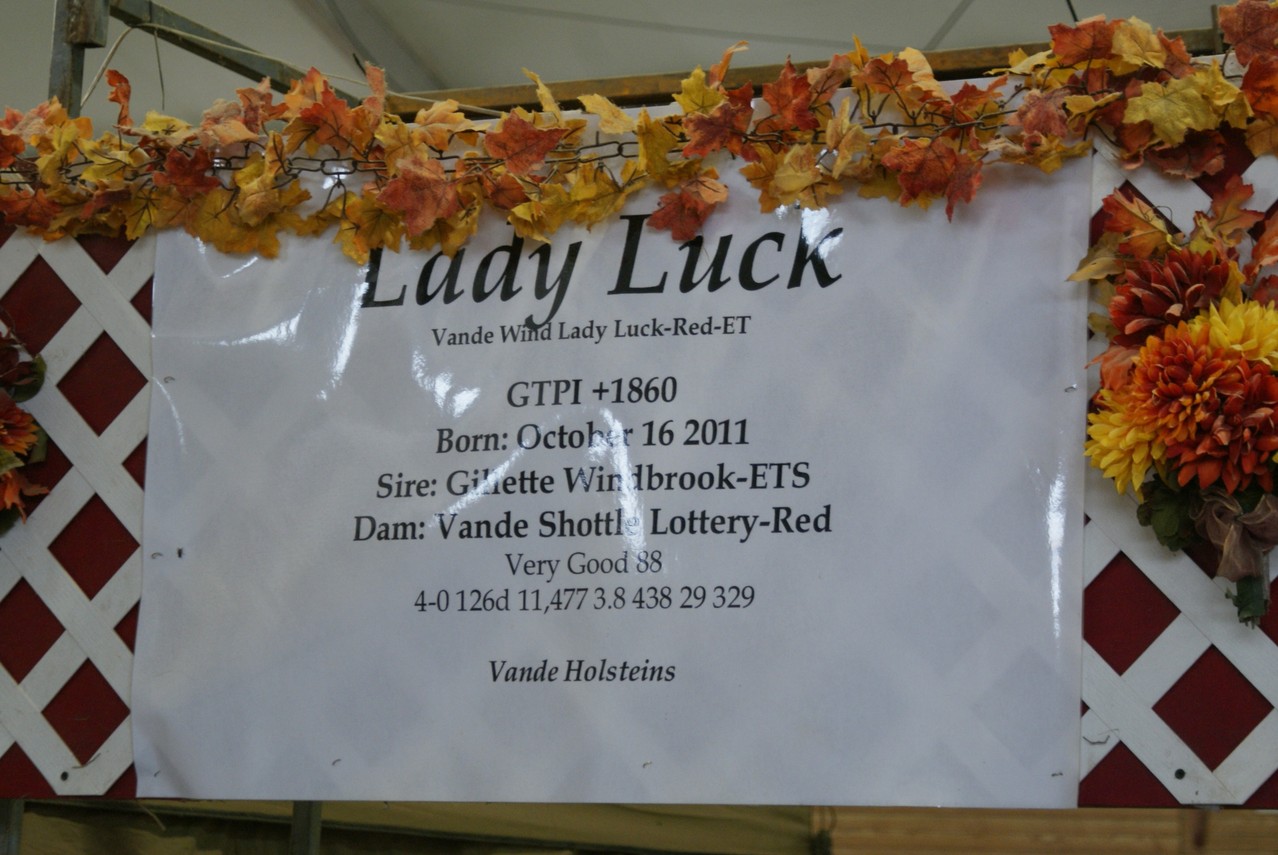 Lady Luck
Vande Wind Lady Luck-Red-ET
GTPI +1860
Born: October 16 2011
Sire: Gillette Windbrook-ETS
Dam: Vande Shottle Lottery-Red
Very Good 88
4-0 126d 11,477 3.8 438 29 329
Vande Holsteins